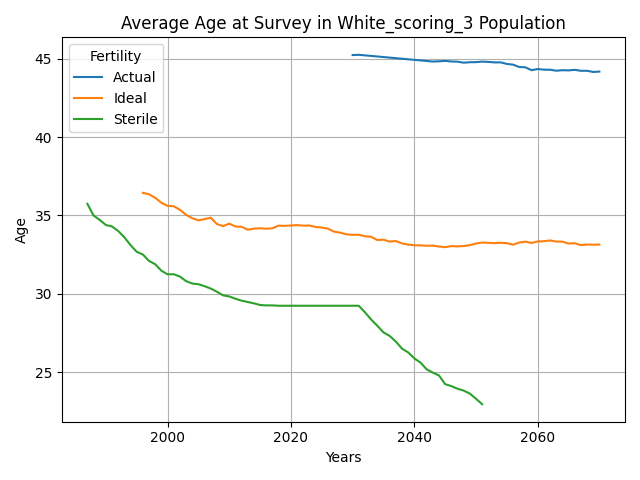 Average Age at Survey in White_scoring_3 Population
Fertility
Actual
Ideal
Sterile
Age
45
40
35
30
25
2000 2020 2040 2060
Years